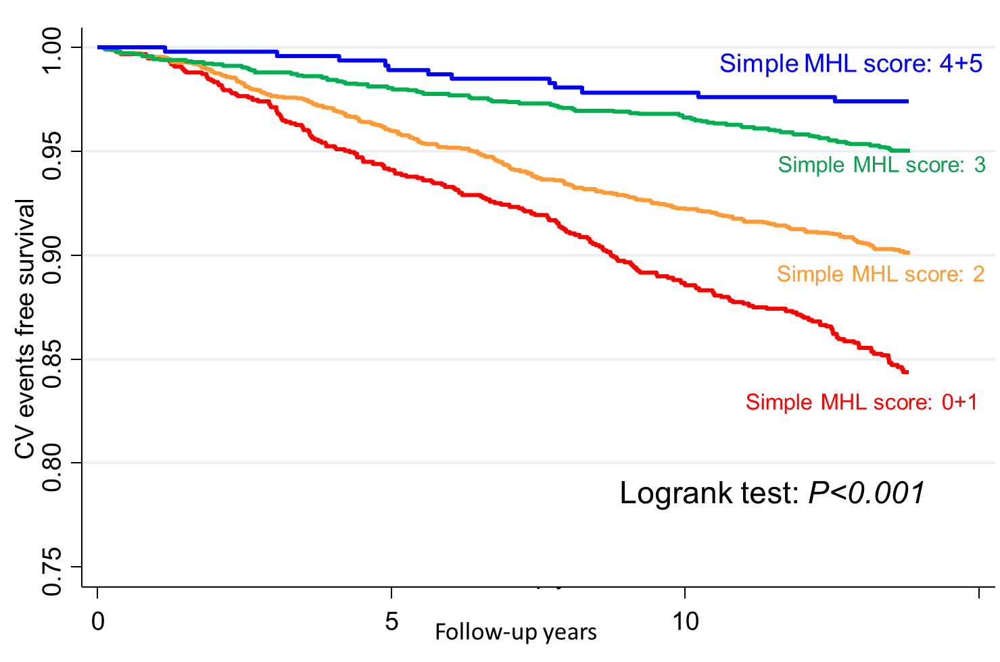 1.00
0.95
0.90
0.85
0.80
0.75
CV events free survival
Simple MHL score: 4+5
Simple MHL score: 3
Simple MHL score: 2
Simple MHL score: 0+1
Logrank test: P<0.001
0
5
10
Follow-up years